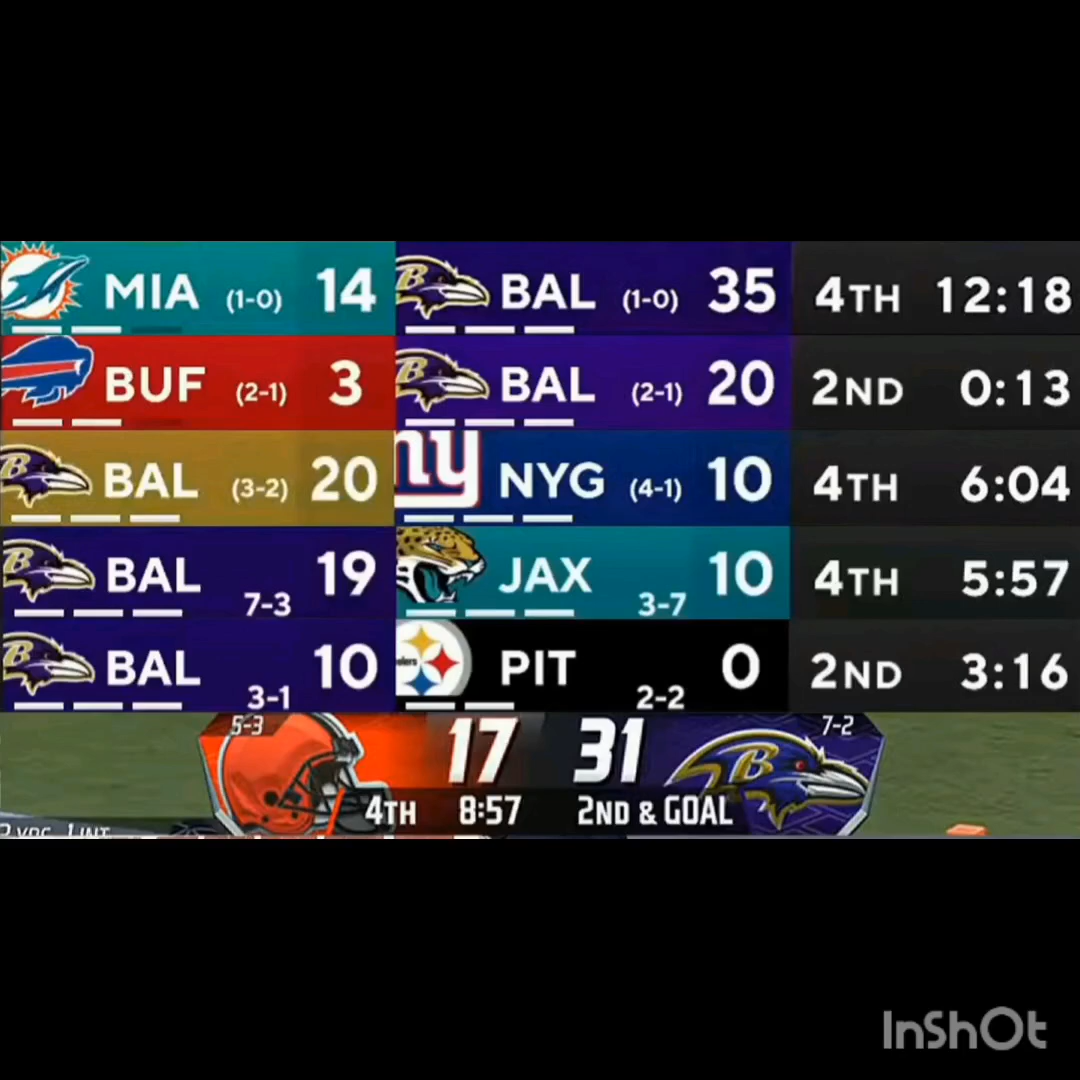 MIA (1-0) 14 BAL (1-0) 35 4TH 12:18
BUF (2-1) 3 BAL (2-1) 20 2ND 0:13
BAL (3-2) 20 ny NYG (4-1) 10 4TH 6:04
BAL 7-3 19 JAX 3-7 10 4TH 5:57
BAL 3-1 10 PIT 2-2 0 2ND 3:16
5-3 17 31 7-2
4TH 8:57 2ND & GOAL
1 INT
InShOt